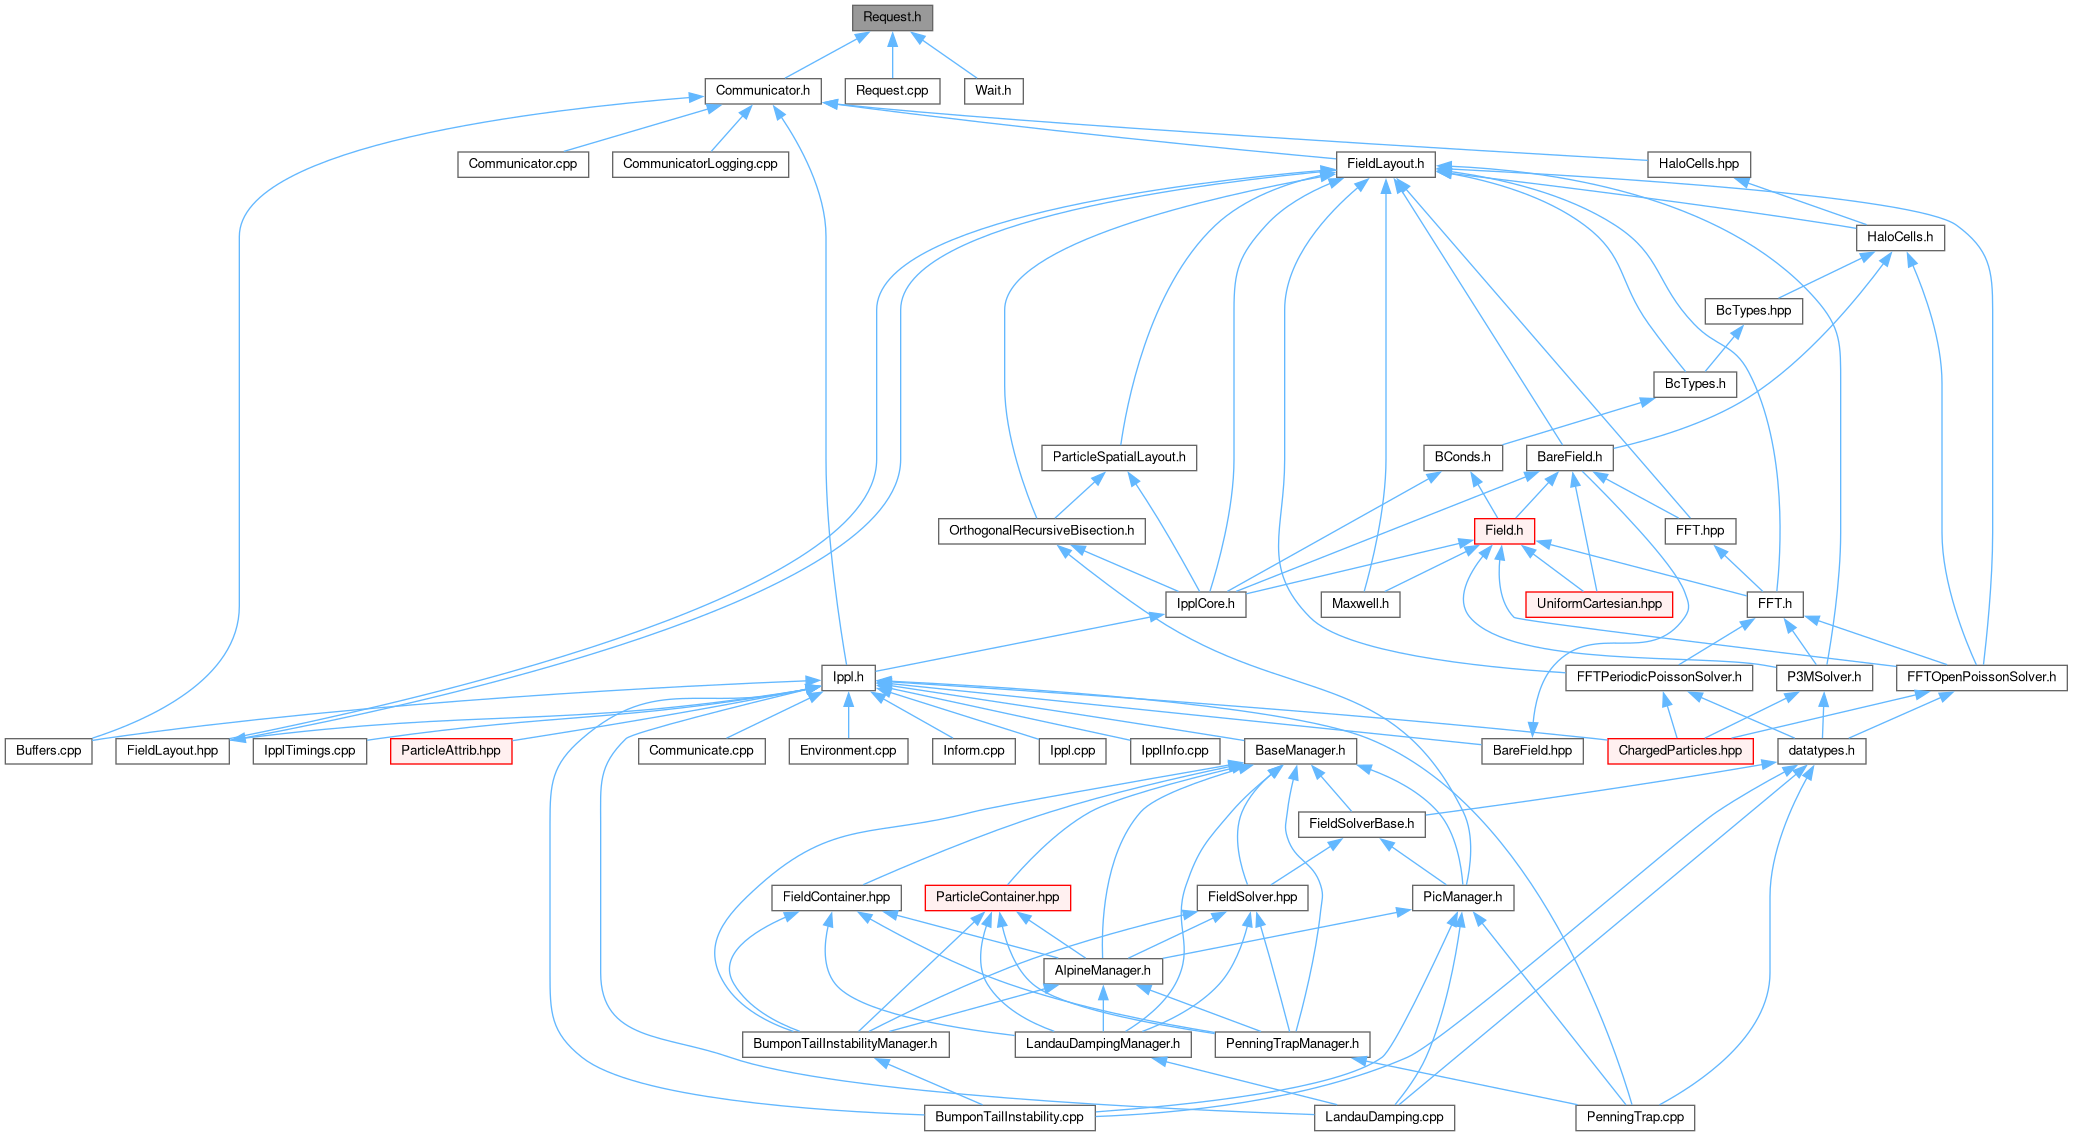 Request.h
Communicator.h
Request.cpp
Wait.h
Communicator.cpp
CommunicatorLogging.cpp
FieldLayout.h
HaloCells.hpp
HaloCells.h
BcTypes.hpp
BcTypes.h
ParticleSpatialLayout.h
BConds.h
BareField.h
OrthogonalRecursiveBisection.h
Field.h
FFT.hpp
IpplCore.h
Maxwell.h
UniformCartesian.hpp
FFT.h
Ippl.h
FFTPeriodicPoissonSolver.h
P3MSolver.h
FFTOpenPoissonSolver.h
Buffers.cpp
FieldLayout.hpp
IpplTimings.cpp
ParticleAttrib.hpp
Communicate.cpp
Environment.cpp
Inform.cpp
Ippl.cpp
IpplInfo.cpp
BaseManager.h
BareField.hpp
ChargedParticles.hpp
datatypes.h
FieldSolverBase.h
FieldContainer.hpp
ParticleContainer.hpp
FieldSolver.hpp
PicManager.h
AlpineManager.h
BumponTailInstabilityManager.h
LandauDampingManager.h
PenningTrapManager.h
BumponTailInstability.cpp
LandauDamping.cpp
PenningTrap.cpp